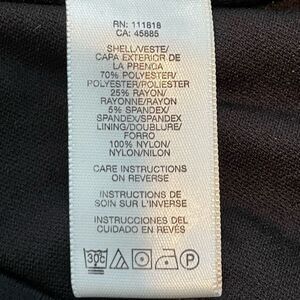 RN: 111818
CA: 45885
SHELL/VESTE/
CAPA EXTERIOR DE
LA PRENDA
70% POLYESTER/
POLYESTER/POLIESTER
25% RAYON/
RAYONNE/RAYON
5% SPANDEX/
SPANDEX/SPANDEX
LINING/DOUBLURE/
FORRO
100% NYLON/
NYLON/NILON
CARE INSTRUCTIONS
ON REVERSE
INSTRUCTIONS DE
SOIN SUR L'INVERSE
INSTRUCCIONES DEL
CUIDADO EN REVÉS
30C P